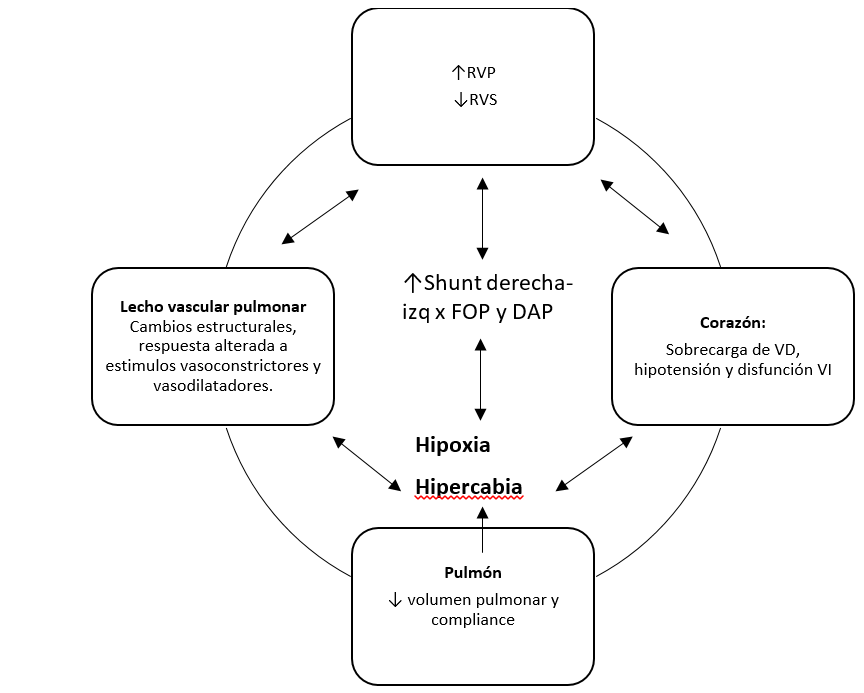 ↑RVP
↓RVS
↑Shunt derecha-
izq x FOP y DAP
Lecho vascular pulmonar
Cambios estructurales,
respuesta alterada a
estimulos vasoconstrictores y
vasodilatadores.
Corazón:
Sobrecarga de VD,
hipotensión y disfunción VI
Hipoxia
Hipercabia
Pulmón
↓ volumen pulmonar y
compliance